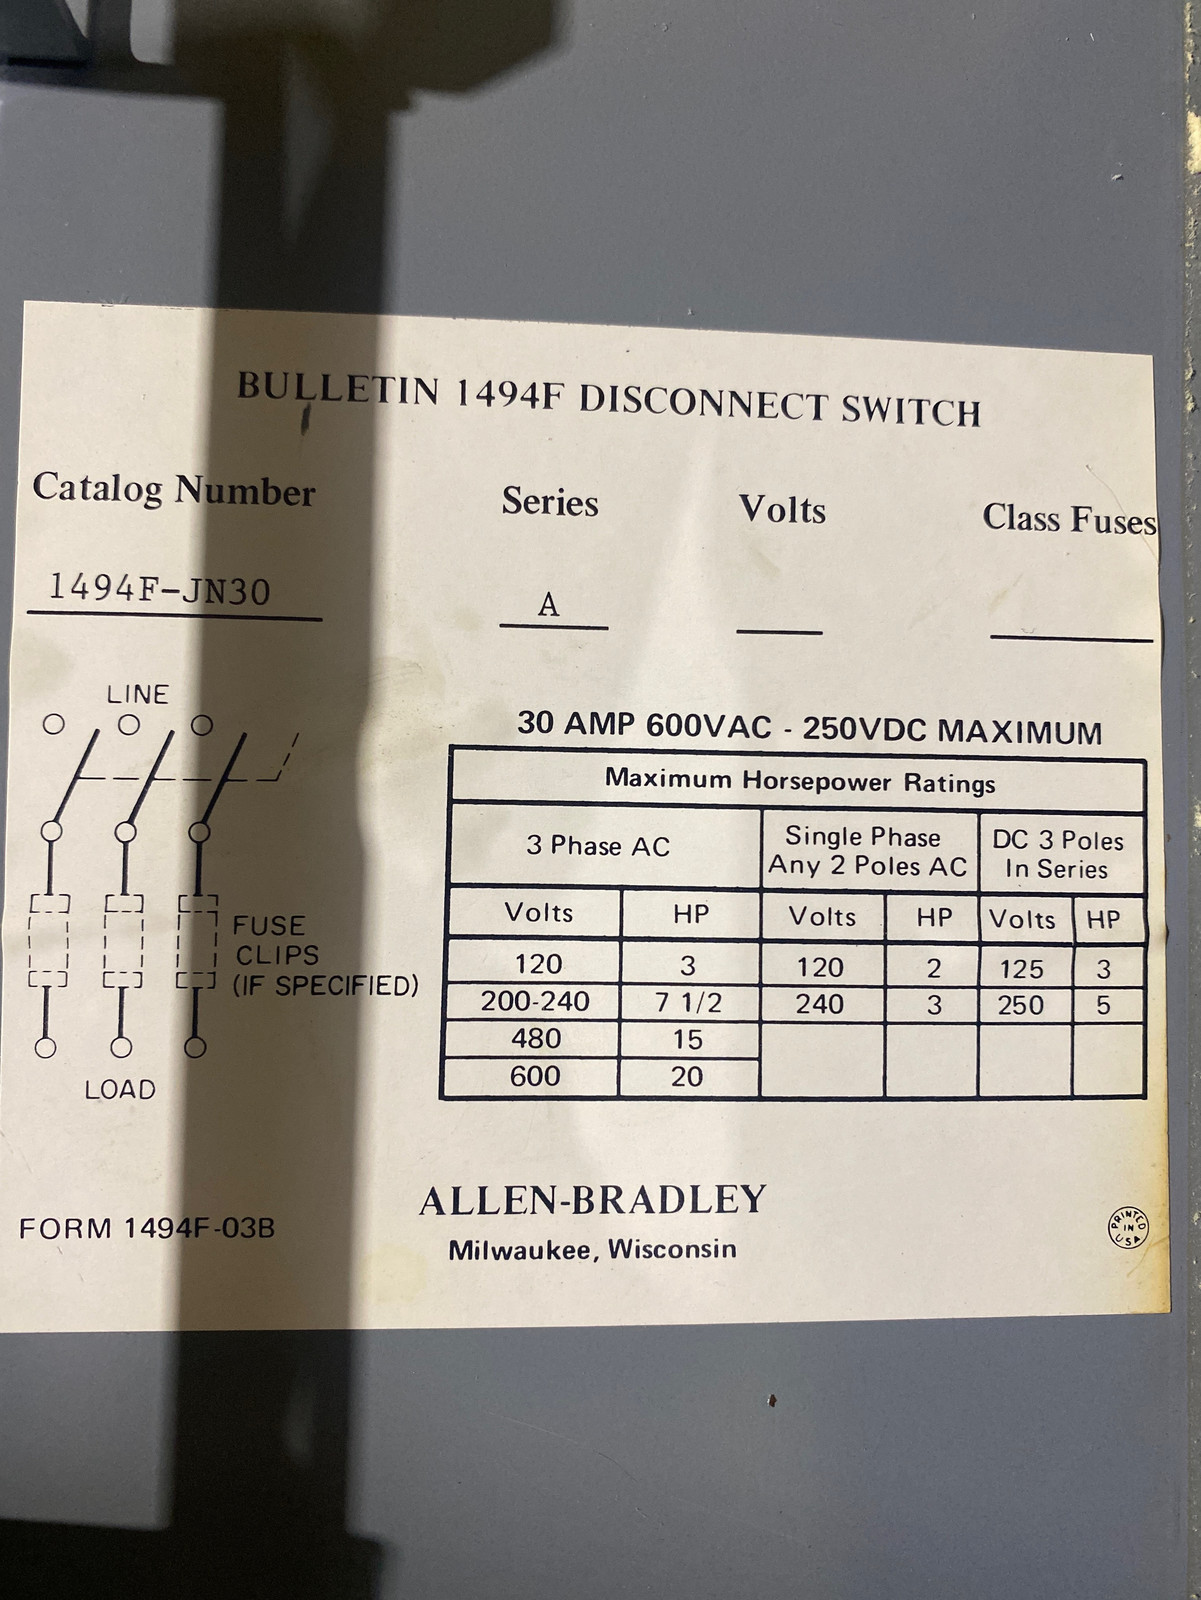 BULLETIN 1494F DISCONNECT SWITCH
Catalog Number Series Volts Class Fuses
1494F-JN30 A
LINE
FUSE
CLIPS
(IF SPECIFIED)
LOAD
30 AMP 600VAC - 250VDC MAXIMUM
Maximum Horsepower Ratings
3 Phase AC Single Phase Any 2 Poles AC DC 3 Poles In Series
Volts HP Volts HP Volts HP
120 3 120 2 125 3
200-240 7 1/2 240 3 250 5
480 15
600 20
ALLEN-BRADLEY
Milwaukee, Wisconsin
FORM 1494F-03B
PRINTED
IN
USA